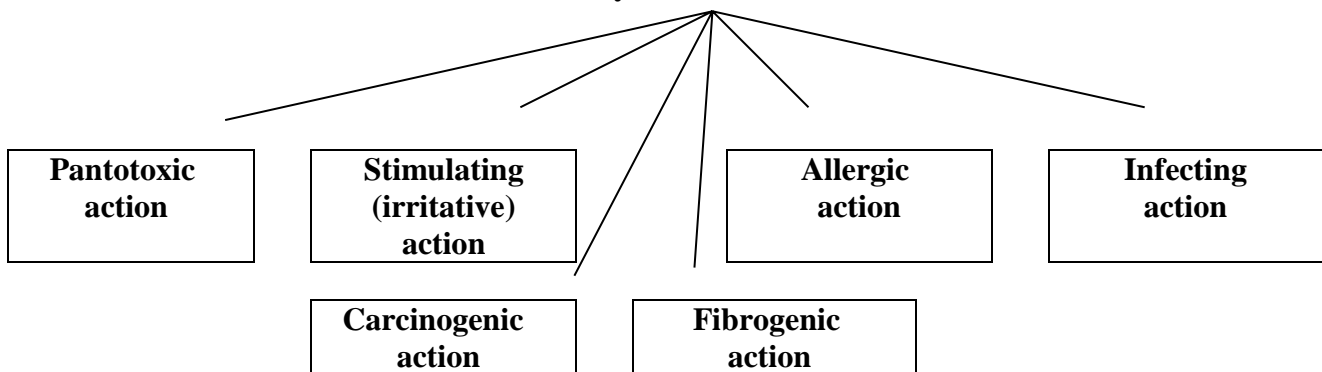 Pantotoxic
action
Stimulating
(irritative)
action
Allergic
action
Infecting
action
Carcinogenic
action
Fibrogenic
action